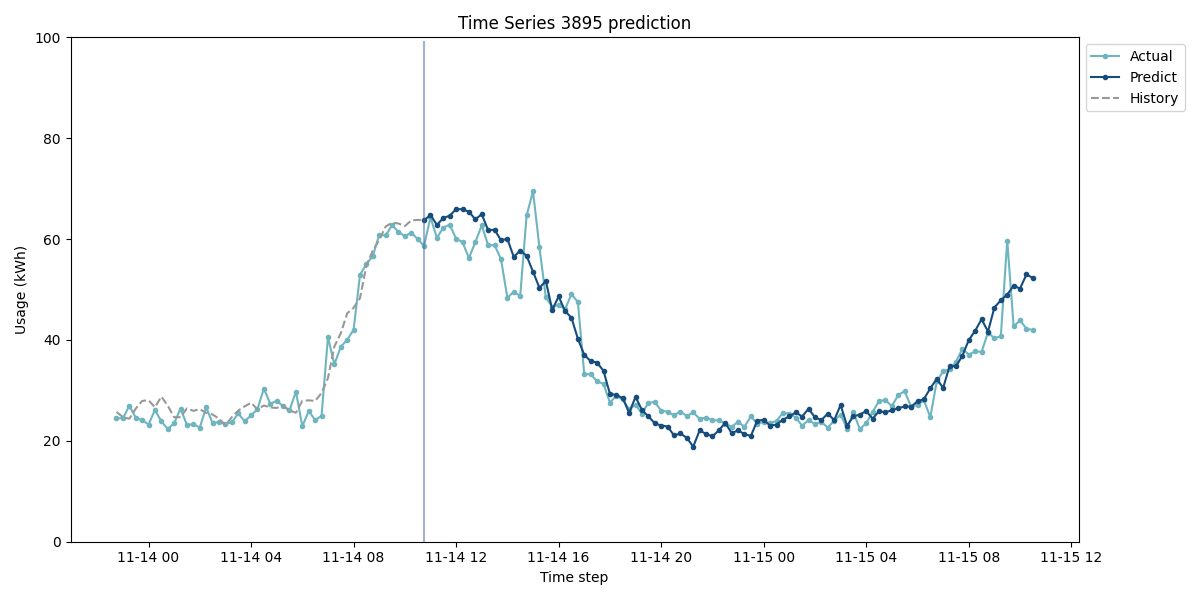 Time Series 3895 prediction
100
80
60
40
20
0
Usage (kWh)
11-14 00
11-14 04
11-14 08
11-14 12
11-14 16
11-14 20
11-15 00
11-15 04
11-15 08
11-15 12
Time step
Actual
Predict
History